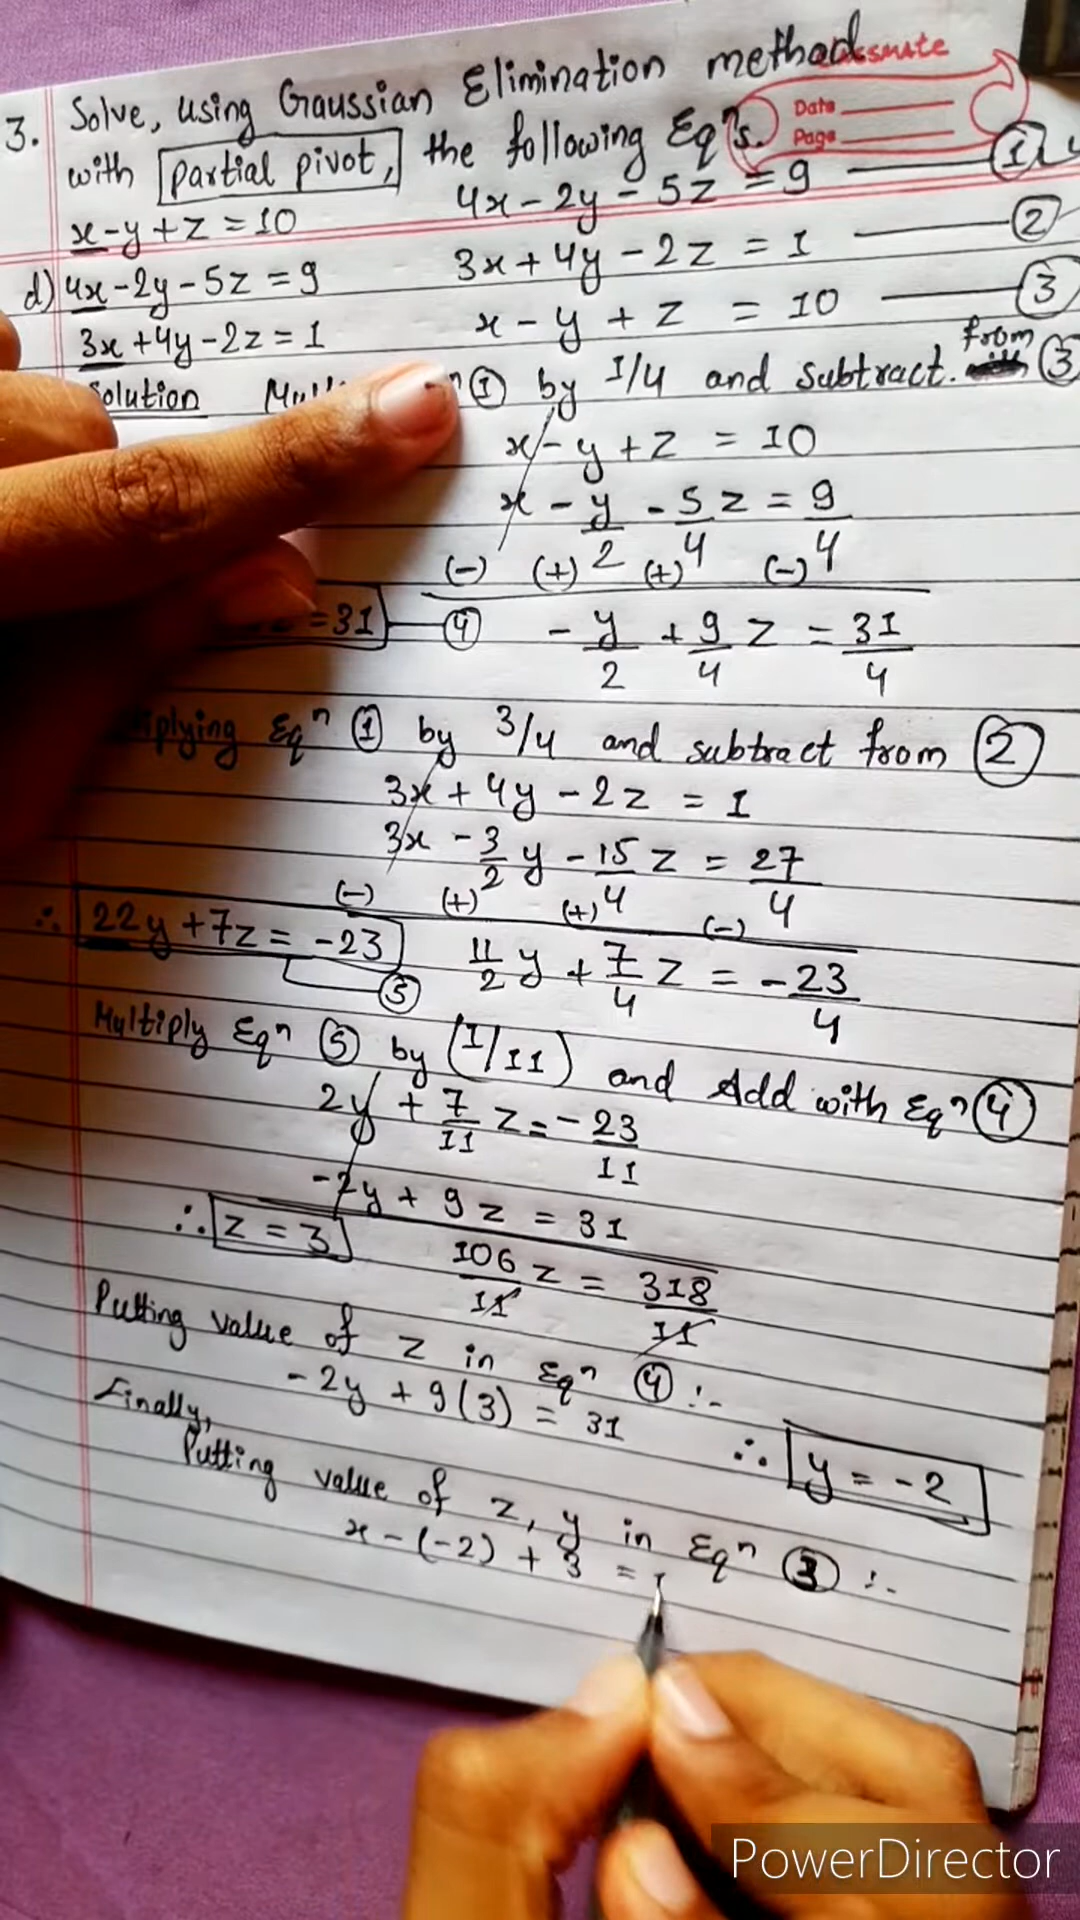 classmate
Date
Page
3. Solve, using Gaussian Elimination method
with partial pivot, the following Eqⁿs.
x-y+z=10
d) 4x-2y-5z=9
3x+4y-2z=1
4x-2y-5z=9 ①
3x+4y-2z=1 ②
x-y+z=10 ③
Solution ① by 1/4 and subtract. from ③
x-y+z=10
x-y/2-5/4z=9/4
(-) (+) (+) (-)
=31 ④ -y/2+9/4z=31/4
Eqⁿ ① by 3/4 and subtract from ②
3x+4y-2z=1
3x-3/2y-15/4z=27/4
(-) (+) (+) (-)
∴ 22y+7z=-23 ⑤ 11/2y+7/4z=-23/4
Multiply Eqⁿ ⑤ by (1/11) and Add with Eqⁿ ④
2y+7/11z=-23/11
-2y+9z=31
∴ z=3 106/11z=318/11
Putting value of z in Eqⁿ ④ :-
-2y+9(3)=31 ∴ y=-2
Finally,
Putting value of z, y in Eqⁿ ③ :-
x-(-2)+3=1
PowerDirector